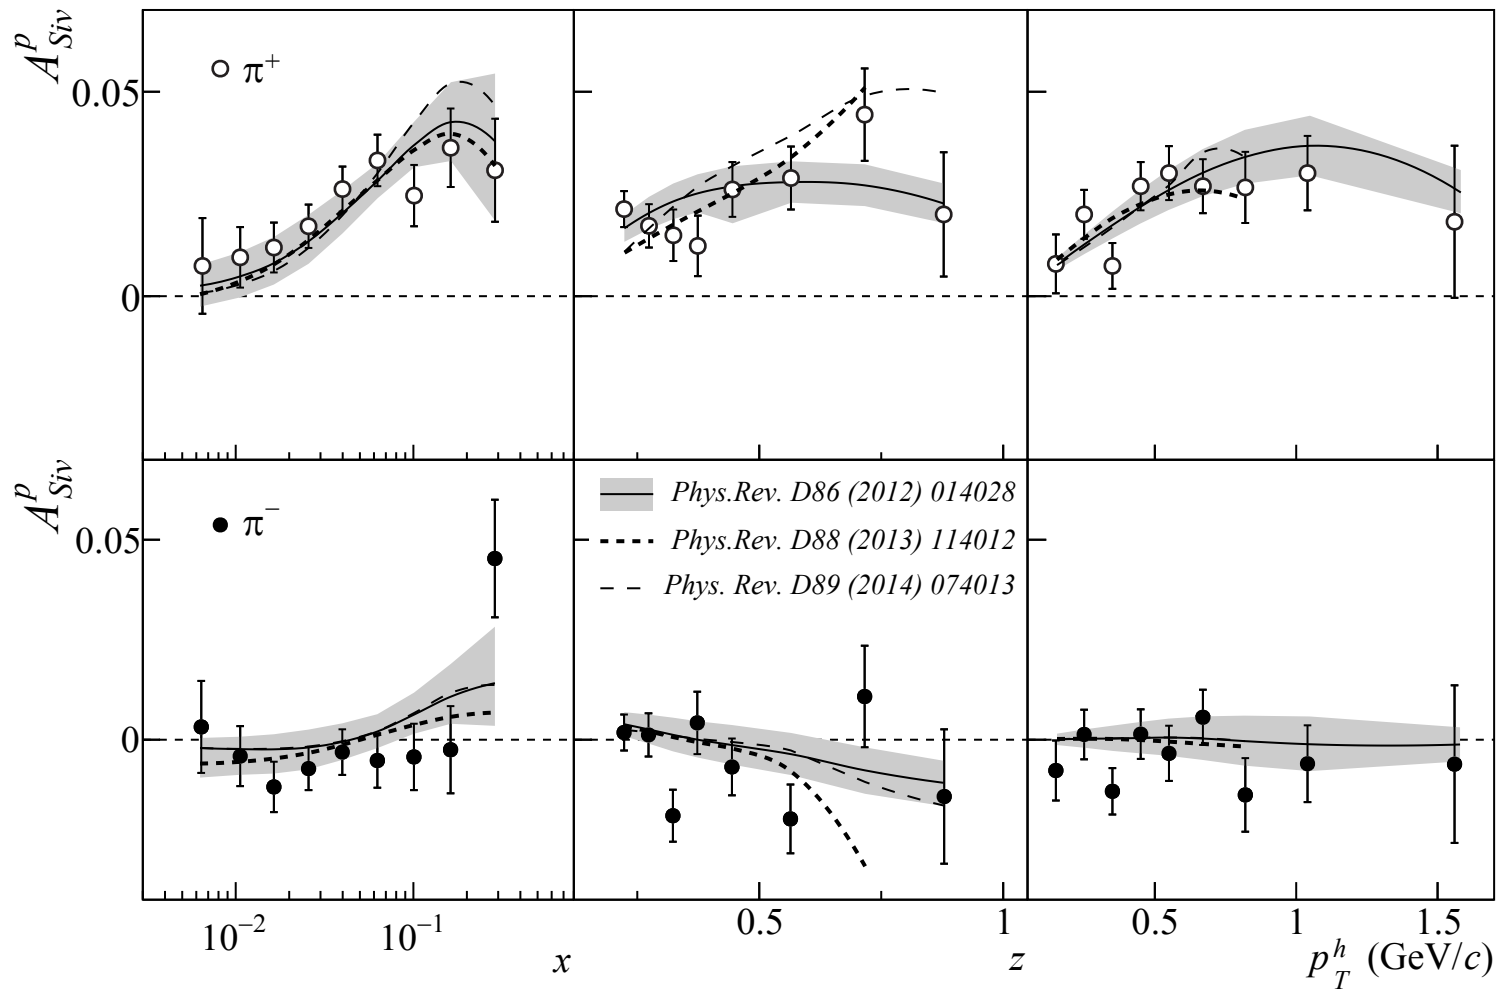 A^p_Siv
π⁺
0.05
0
A^p_Siv
π⁻
Phys.Rev. D86 (2012) 014028
Phys.Rev. D88 (2013) 114012
Phys. Rev. D89 (2014) 074013
0.05
0
10⁻² 10⁻¹
0.5 1
0.5 1 1.5
x
z
p_T^h (GeV/c)